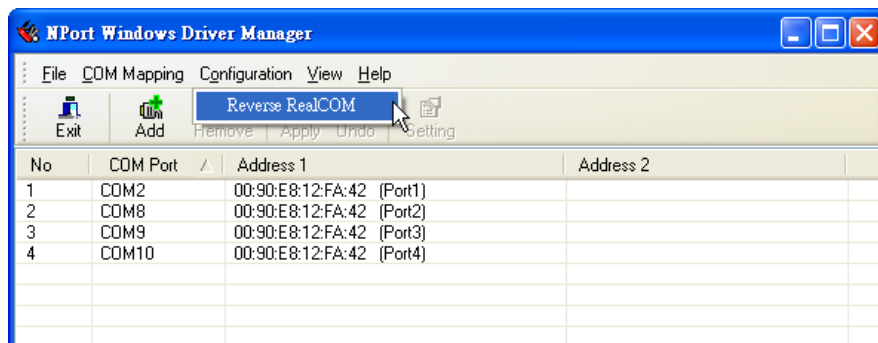 NPort Windows Driver Manager
File COM Mapping Configuration View Help
Reverse RealCOM
Exit Add Remove Apply Undo Setting
No COM Port Address 1 Address 2
1 COM2 00:90:E8:12:FA:42 (Port1)
2 COM8 00:90:E8:12:FA:42 (Port2)
3 COM9 00:90:E8:12:FA:42 (Port3)
4 COM10 00:90:E8:12:FA:42 (Port4)